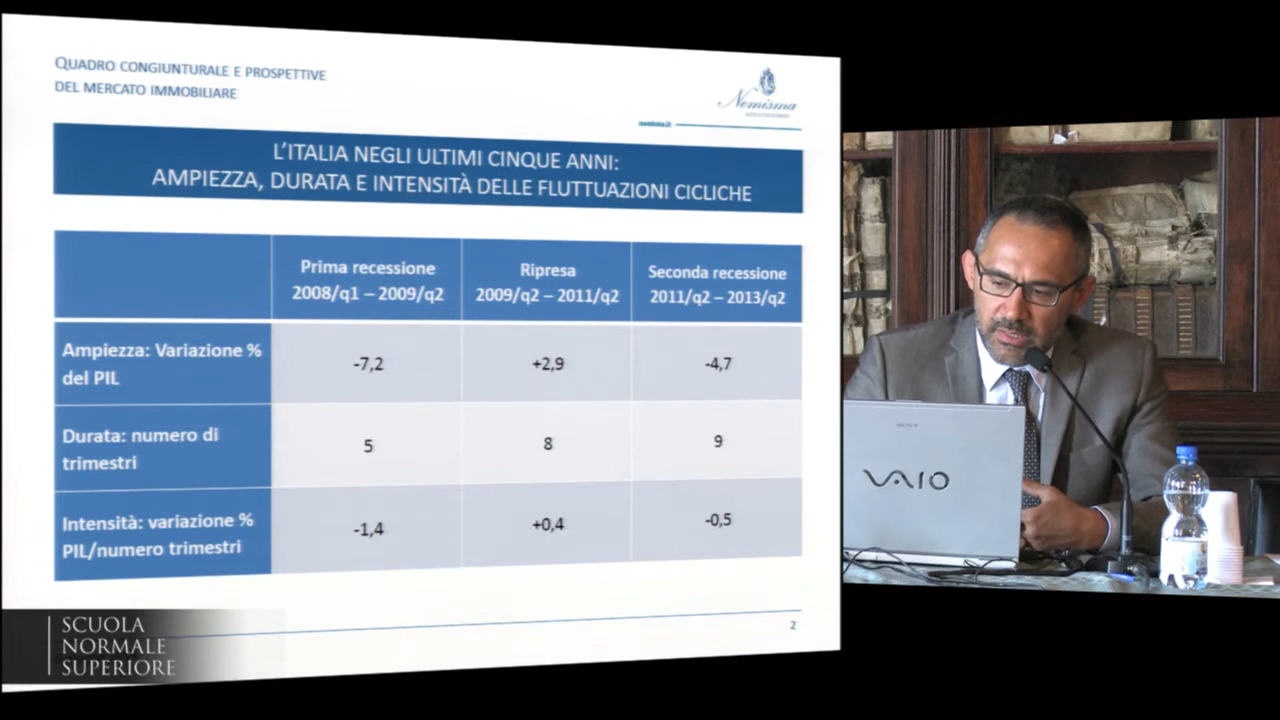 QUADRO CONGIUNTURALE E PROSPETTIVE
DEL MERCATO IMMOBILIARE
Nomisma
nomisma.it
L'ITALIA NEGLI ULTIMI CINQUE ANNI:
AMPIEZZA, DURATA E INTENSITÀ DELLE FLUTTUAZIONI CICLICHE
Prima recessione
2008/q1 – 2009/q2
Ripresa
2009/q2 – 2011/q2
Seconda recessione
2011/q2 – 2013/q2
Ampiezza: Variazione %
del PIL
-7,2
+2,9
-4,7
Durata: numero di
trimestri
5
8
9
Intensità: variazione %
PIL/numero trimestri
-1,4
+0,4
-0,5
2
SCUOLA
NORMALE
SUPERIORE
SONY
VAIO